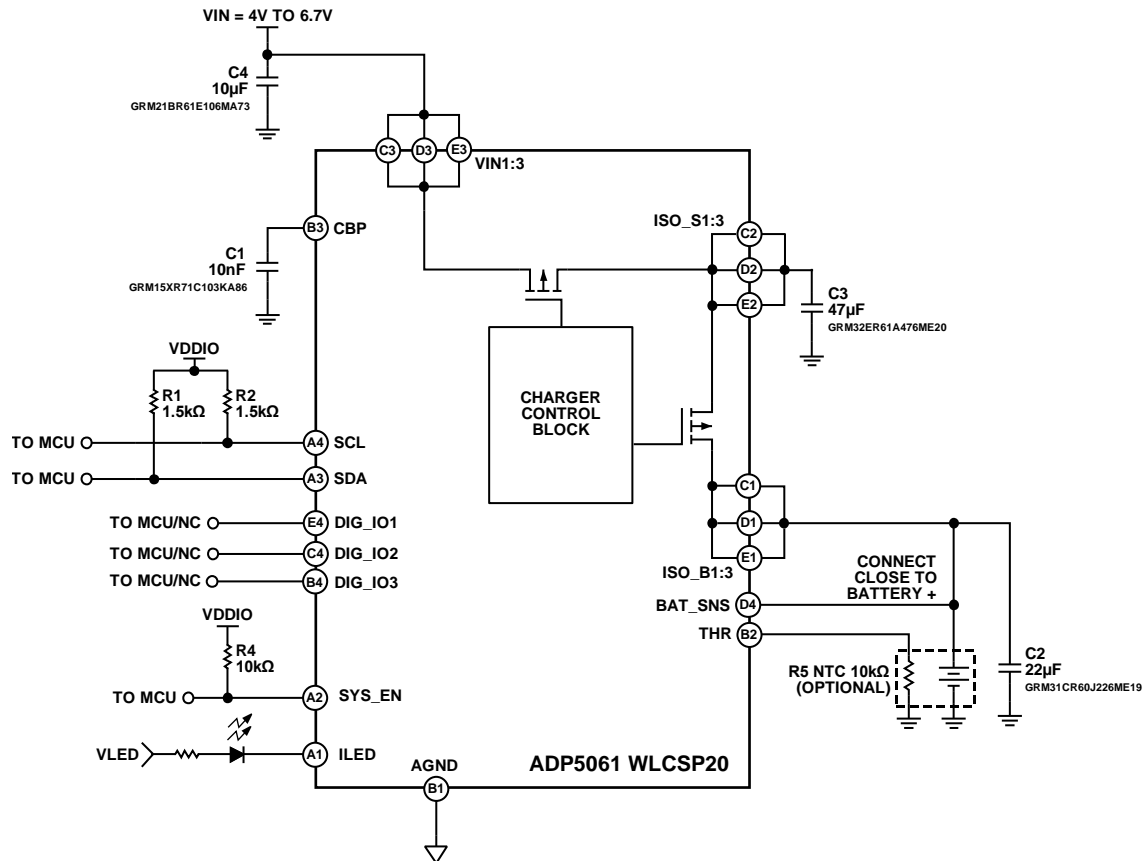 VIN = 4V TO 6.7V
C4
10µF
GRM21BR61E106MA73
C3
D3
E3
VIN1:3
B3
CBP
C1
10nF
GRM15XR71C103KA86
ISO_S1:3
C2
D2
E2
C3
47µF
GRM32ER61A476ME20
VDDIO
R1
1.5kΩ
R2
1.5kΩ
CHARGER
CONTROL
BLOCK
TO MCU
A4
SCL
TO MCU
A3
SDA
C1
D1
E1
ISO_B1:3
TO MCU/NC
E4
DIG_IO1
TO MCU/NC
C4
DIG_IO2
TO MCU/NC
B4
DIG_IO3
CONNECT
CLOSE TO
BATTERY +
BAT_SNS
D4
THR
B2
VDDIO
R4
10kΩ
R5 NTC 10kΩ
(OPTIONAL)
C2
22µF
GRM31CR60J226ME19
TO MCU
A2
SYS_EN
VLED
A1
ILED
AGND
B1
ADP5061 WLCSP20